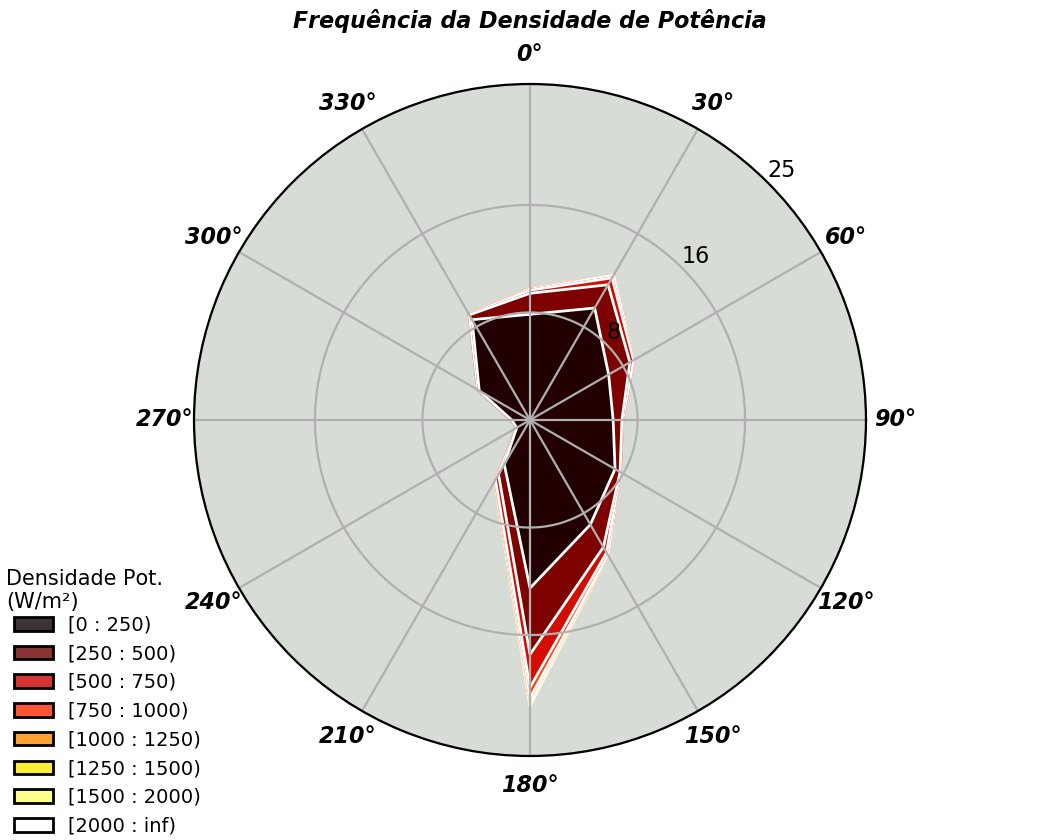 Frequência da Densidade de Potência
0°
330°
30°
25
300°
60°
16
8
270°
90°
240°
120°
210°
150°
180°
Densidade Pot.
(W/m²)
[0 : 250)
[250 : 500)
[500 : 750)
[750 : 1000)
[1000 : 1250)
[1250 : 1500)
[1500 : 2000)
[2000 : inf)